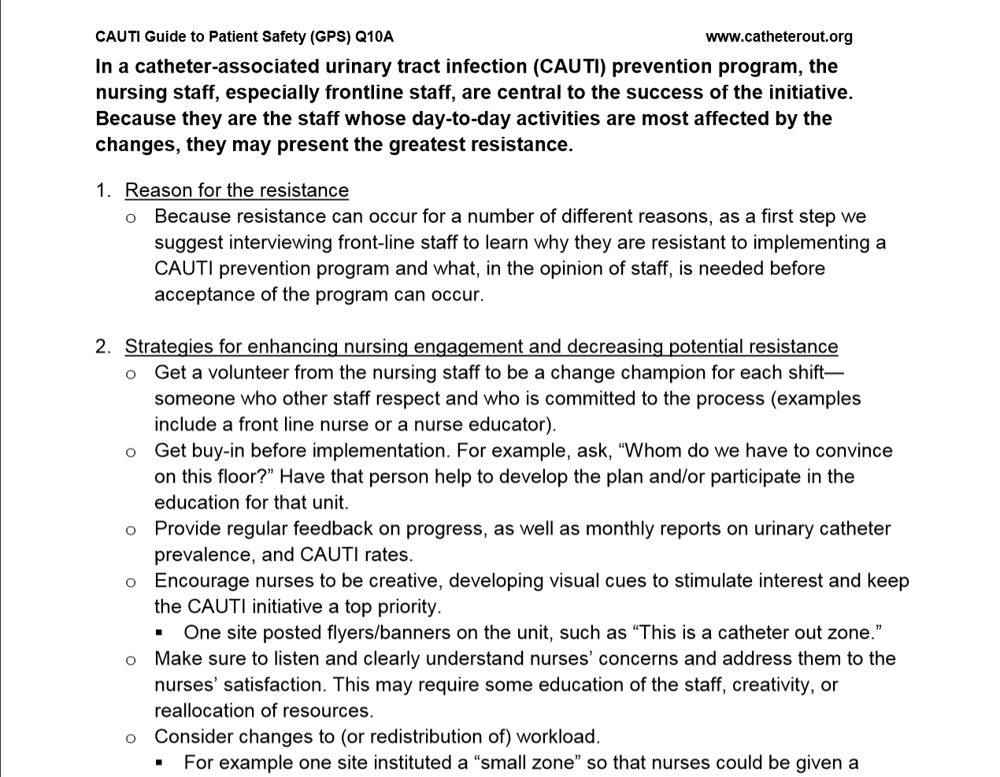 CAUTI Guide to Patient Safety (GPS) Q10A www.catheterout.org
In a catheter-associated urinary tract infection (CAUTI) prevention program, the
nursing staff, especially frontline staff, are central to the success of the initiative.
Because they are the staff whose day-to-day activities are most affected by the
changes, they may present the greatest resistance.
1. Reason for the resistance
o Because resistance can occur for a number of different reasons, as a first step we
suggest interviewing front-line staff to learn why they are resistant to implementing a
CAUTI prevention program and what, in the opinion of staff, is needed before
acceptance of the program can occur.
2. Strategies for enhancing nursing engagement and decreasing potential resistance
o Get a volunteer from the nursing staff to be a change champion for each shift—
someone who other staff respect and who is committed to the process (examples
include a front line nurse or a nurse educator).
o Get buy-in before implementation. For example, ask, “Whom do we have to convince
on this floor?” Have that person help to develop the plan and/or participate in the
education for that unit.
o Provide regular feedback on progress, as well as monthly reports on urinary catheter
prevalence, and CAUTI rates.
o Encourage nurses to be creative, developing visual cues to stimulate interest and keep
the CAUTI initiative a top priority.
▪ One site posted flyers/banners on the unit, such as “This is a catheter out zone.”
o Make sure to listen and clearly understand nurses’ concerns and address them to the
nurses’ satisfaction. This may require some education of the staff, creativity, or
reallocation of resources.
o Consider changes to (or redistribution of) workload.
▪ For example one site instituted a “small zone” so that nurses could be given a